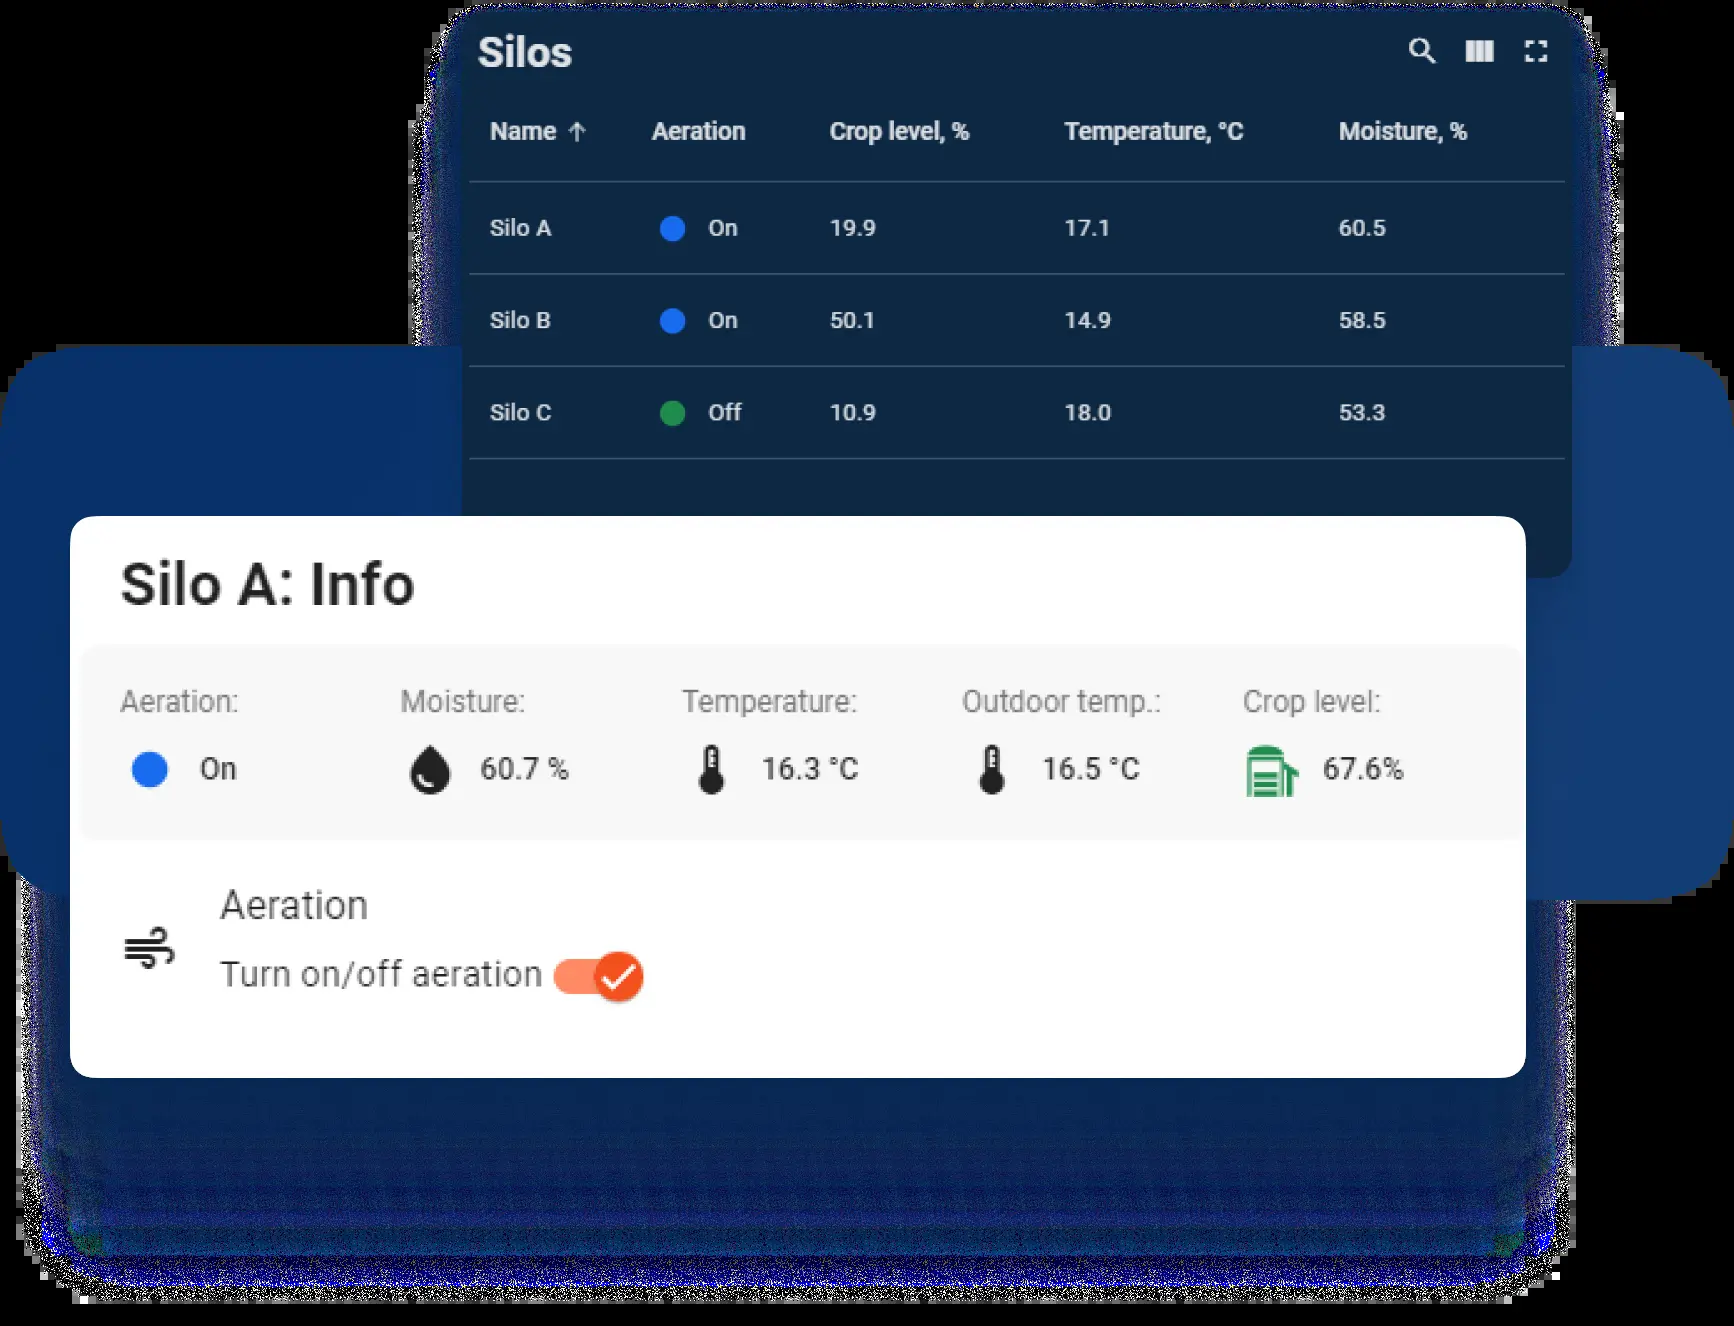 Silos
Name ↑ Aeration Crop level, % Temperature, °C Moisture, %
Silo A On 19.9 17.1 60.5
Silo B On 50.1 14.9 58.5
Silo C Off 10.9 18.0 53.3
Silo A: Info
Aeration: Moisture: Temperature: Outdoor temp.: Crop level:
On 60.7 % 16.3 °C 16.5 °C 67.6%
Aeration
Turn on/off aeration